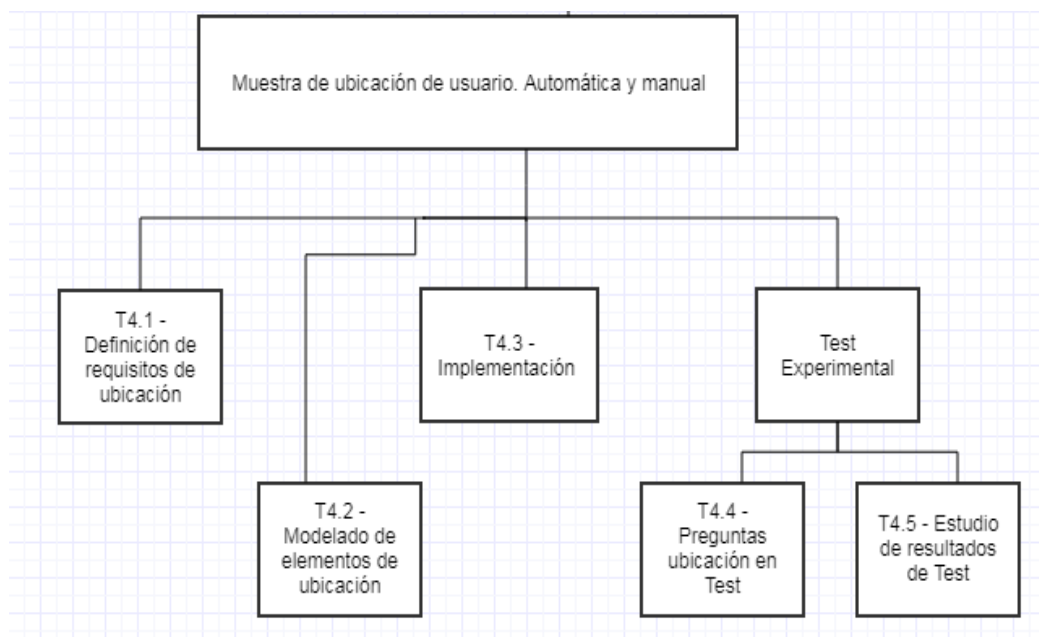 Muestra de ubicación de usuario. Automática y manual
T4.1 -
Definición de
requisitos de
ubicación
T4.3 -
Implementación
Test
Experimental
T4.2 -
Modelado de
elementos de
ubicación
T4.4 -
Preguntas
ubicación en
Test
T4.5 - Estudio
de resultados
de Test